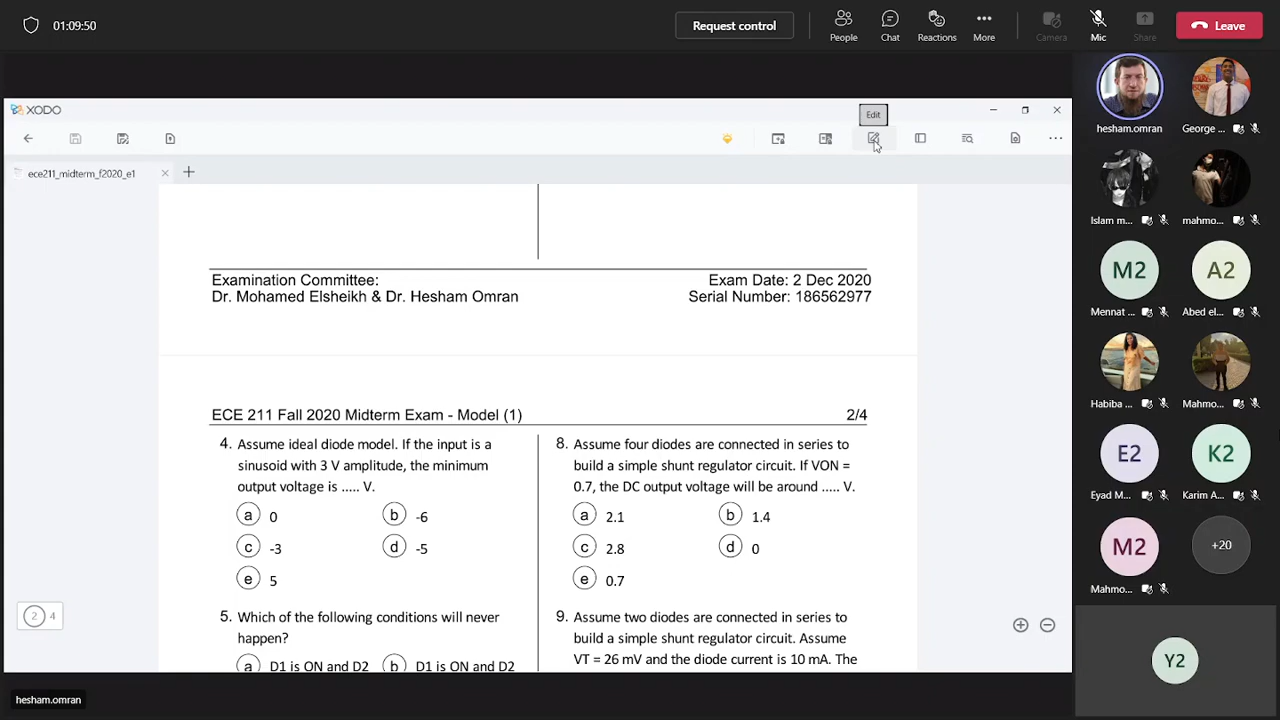 01:09:50
Request control
People
Chat
Reactions
More
Camera
Mic
Share
Leave
XODO
Edit
ece211_midterm_f2020_e1
Examination Committee:
Dr. Mohamed Elsheikh & Dr. Hesham Omran
Exam Date: 2 Dec 2020
Serial Number: 186562977
ECE 211 Fall 2020 Midterm Exam - Model (1)
2/4
4. Assume ideal diode model. If the input is a
sinusoid with 3 V amplitude, the minimum
output voltage is ..... V.
a 0
b -6
c -3
d -5
e 5
5. Which of the following conditions will never
happen?
a D1 is ON and D2
b D1 is ON and D2
8. Assume four diodes are connected in series to
build a simple shunt regulator circuit. If VON =
0.7, the DC output voltage will be around ..... V.
a 2.1
b 1.4
c 2.8
d 0
e 0.7
9. Assume two diodes are connected in series to
build a simple shunt regulator circuit. Assume
VT = 26 mV and the diode current is 10 mA. The
2 4
hesham.omran
hesham.omran
George ...
Islam m...
mahmo...
M2
Mennat ...
A2
Abed el...
Habiba ...
Mahmo...
E2
Eyad M...
K2
Karim A...
M2
Mahmo...
+20
Y2